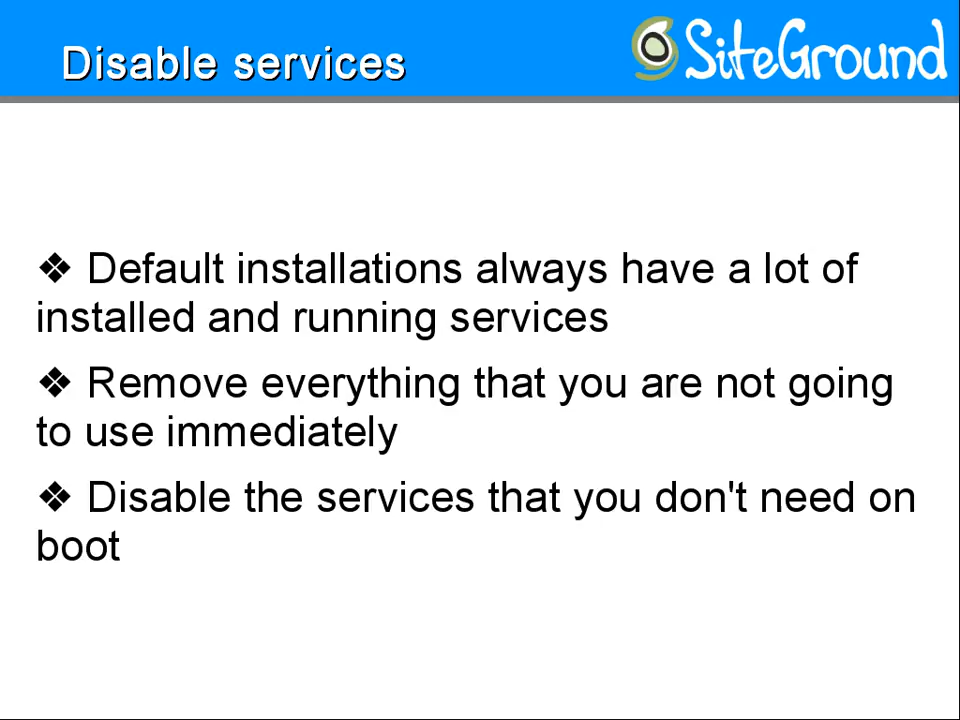 Disable services
SiteGround
❖ Default installations always have a lot of
installed and running services
❖ Remove everything that you are not going
to use immediately
❖ Disable the services that you don't need on
boot